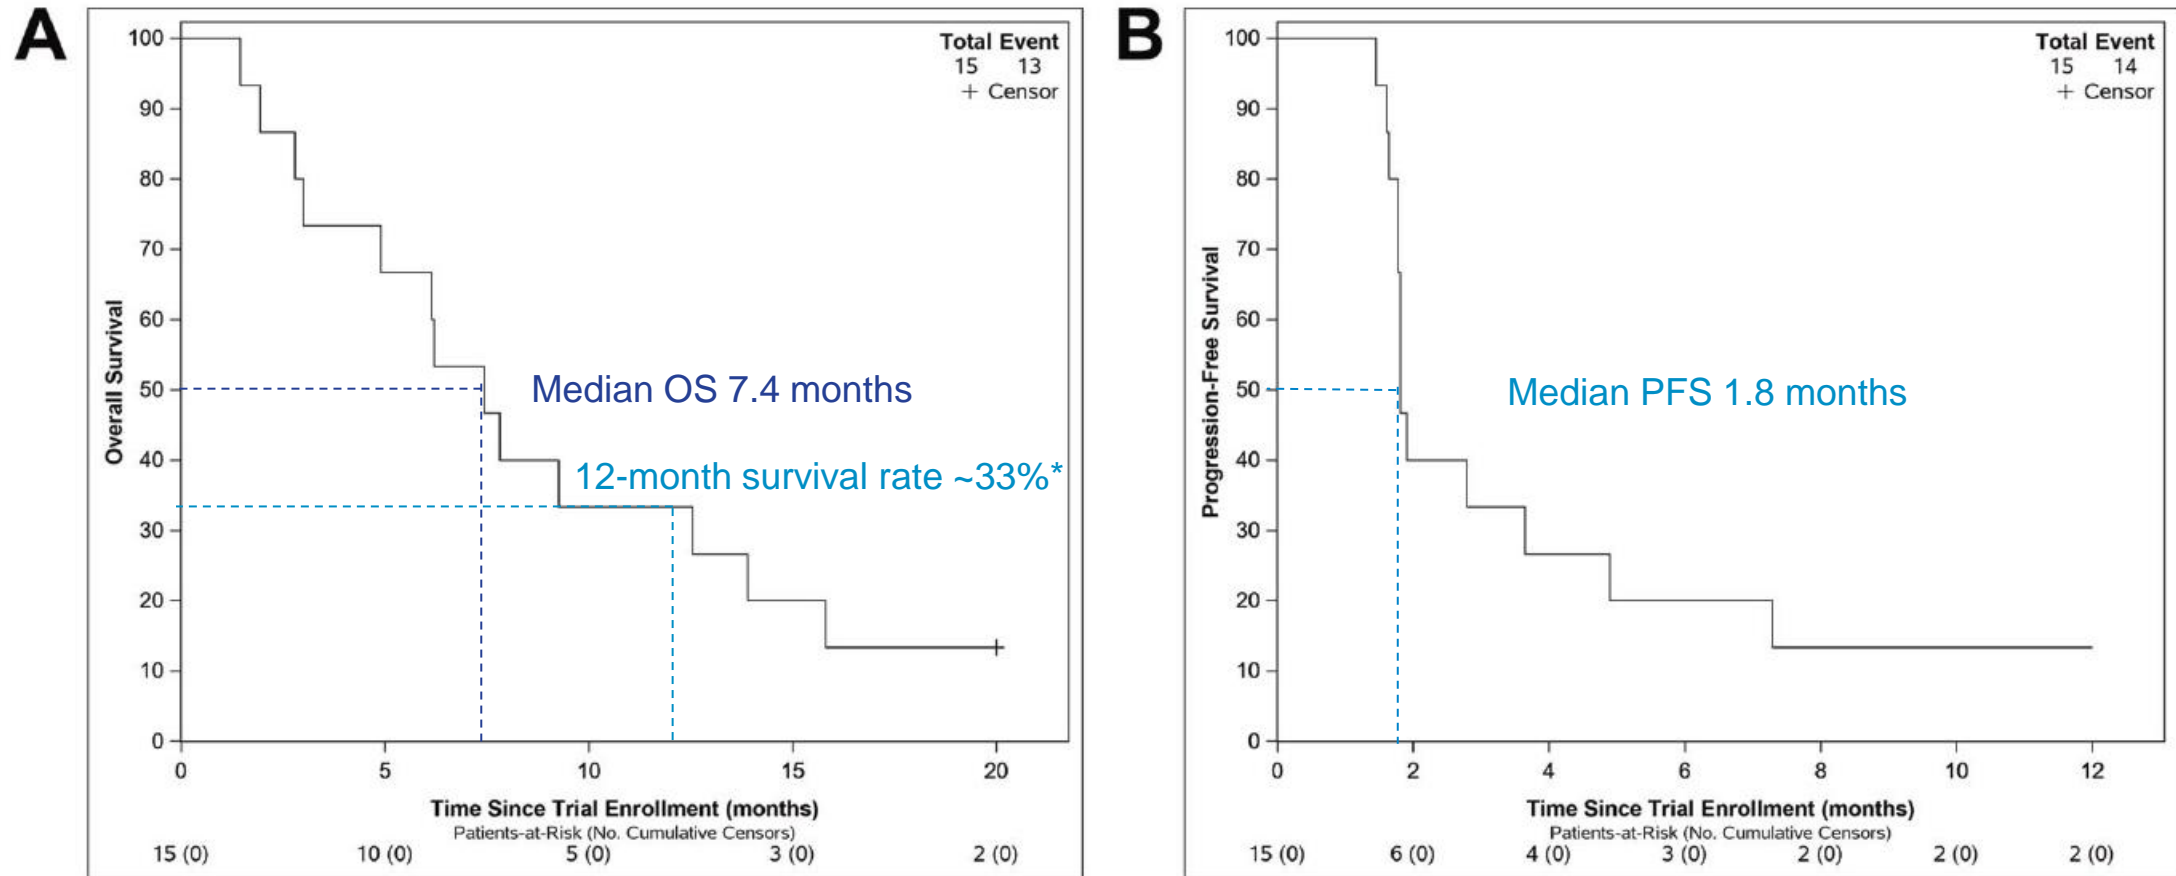 A
Total Event
15 13
+ Censor
100
90
80
70
60
50
40
30
20
10
0
Overall Survival
Median OS 7.4 months
12-month survival rate ~33%*
0 5 10 15 20
Time Since Trial Enrollment (months)
Patients-at-Risk (No. Cumulative Censors)
15 (0) 10 (0) 5 (0) 3 (0) 2 (0)
B
Total Event
15 14
+ Censor
100
90
80
70
60
50
40
30
20
10
0
Progression-Free Survival
Median PFS 1.8 months
0 2 4 6 8 10 12
Time Since Trial Enrollment (months)
Patients-at-Risk (No. Cumulative Censors)
15 (0) 6 (0) 4 (0) 3 (0) 2 (0) 2 (0) 2 (0)